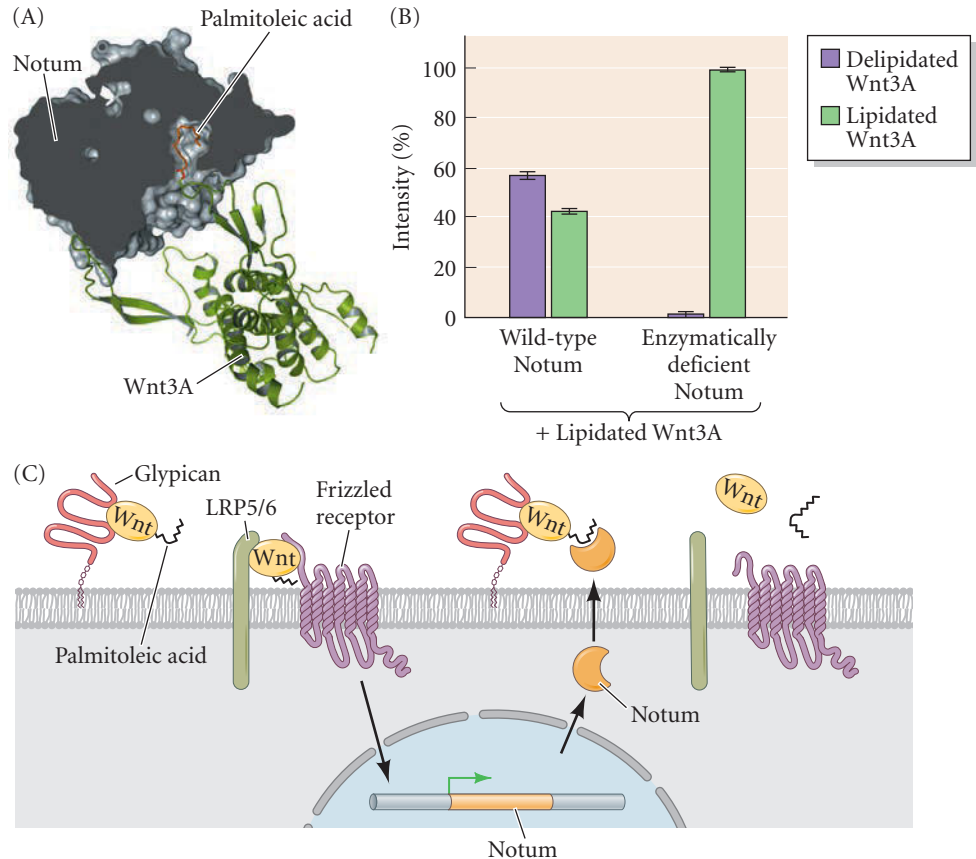 (A)
Palmitoleic acid
Notum
Wnt3A
(B)
Intensity (%)
100
80
60
40
20
0
Wild-type
Notum
Enzymatically
deficient
Notum
+ Lipidated Wnt3A
Delipidated
Wnt3A
Lipidated
Wnt3A
(C)
Glypican
Wnt
Palmitoleic acid
LRP5/6
Wnt
Frizzled
receptor
Wnt
Notum
Notum
Wnt